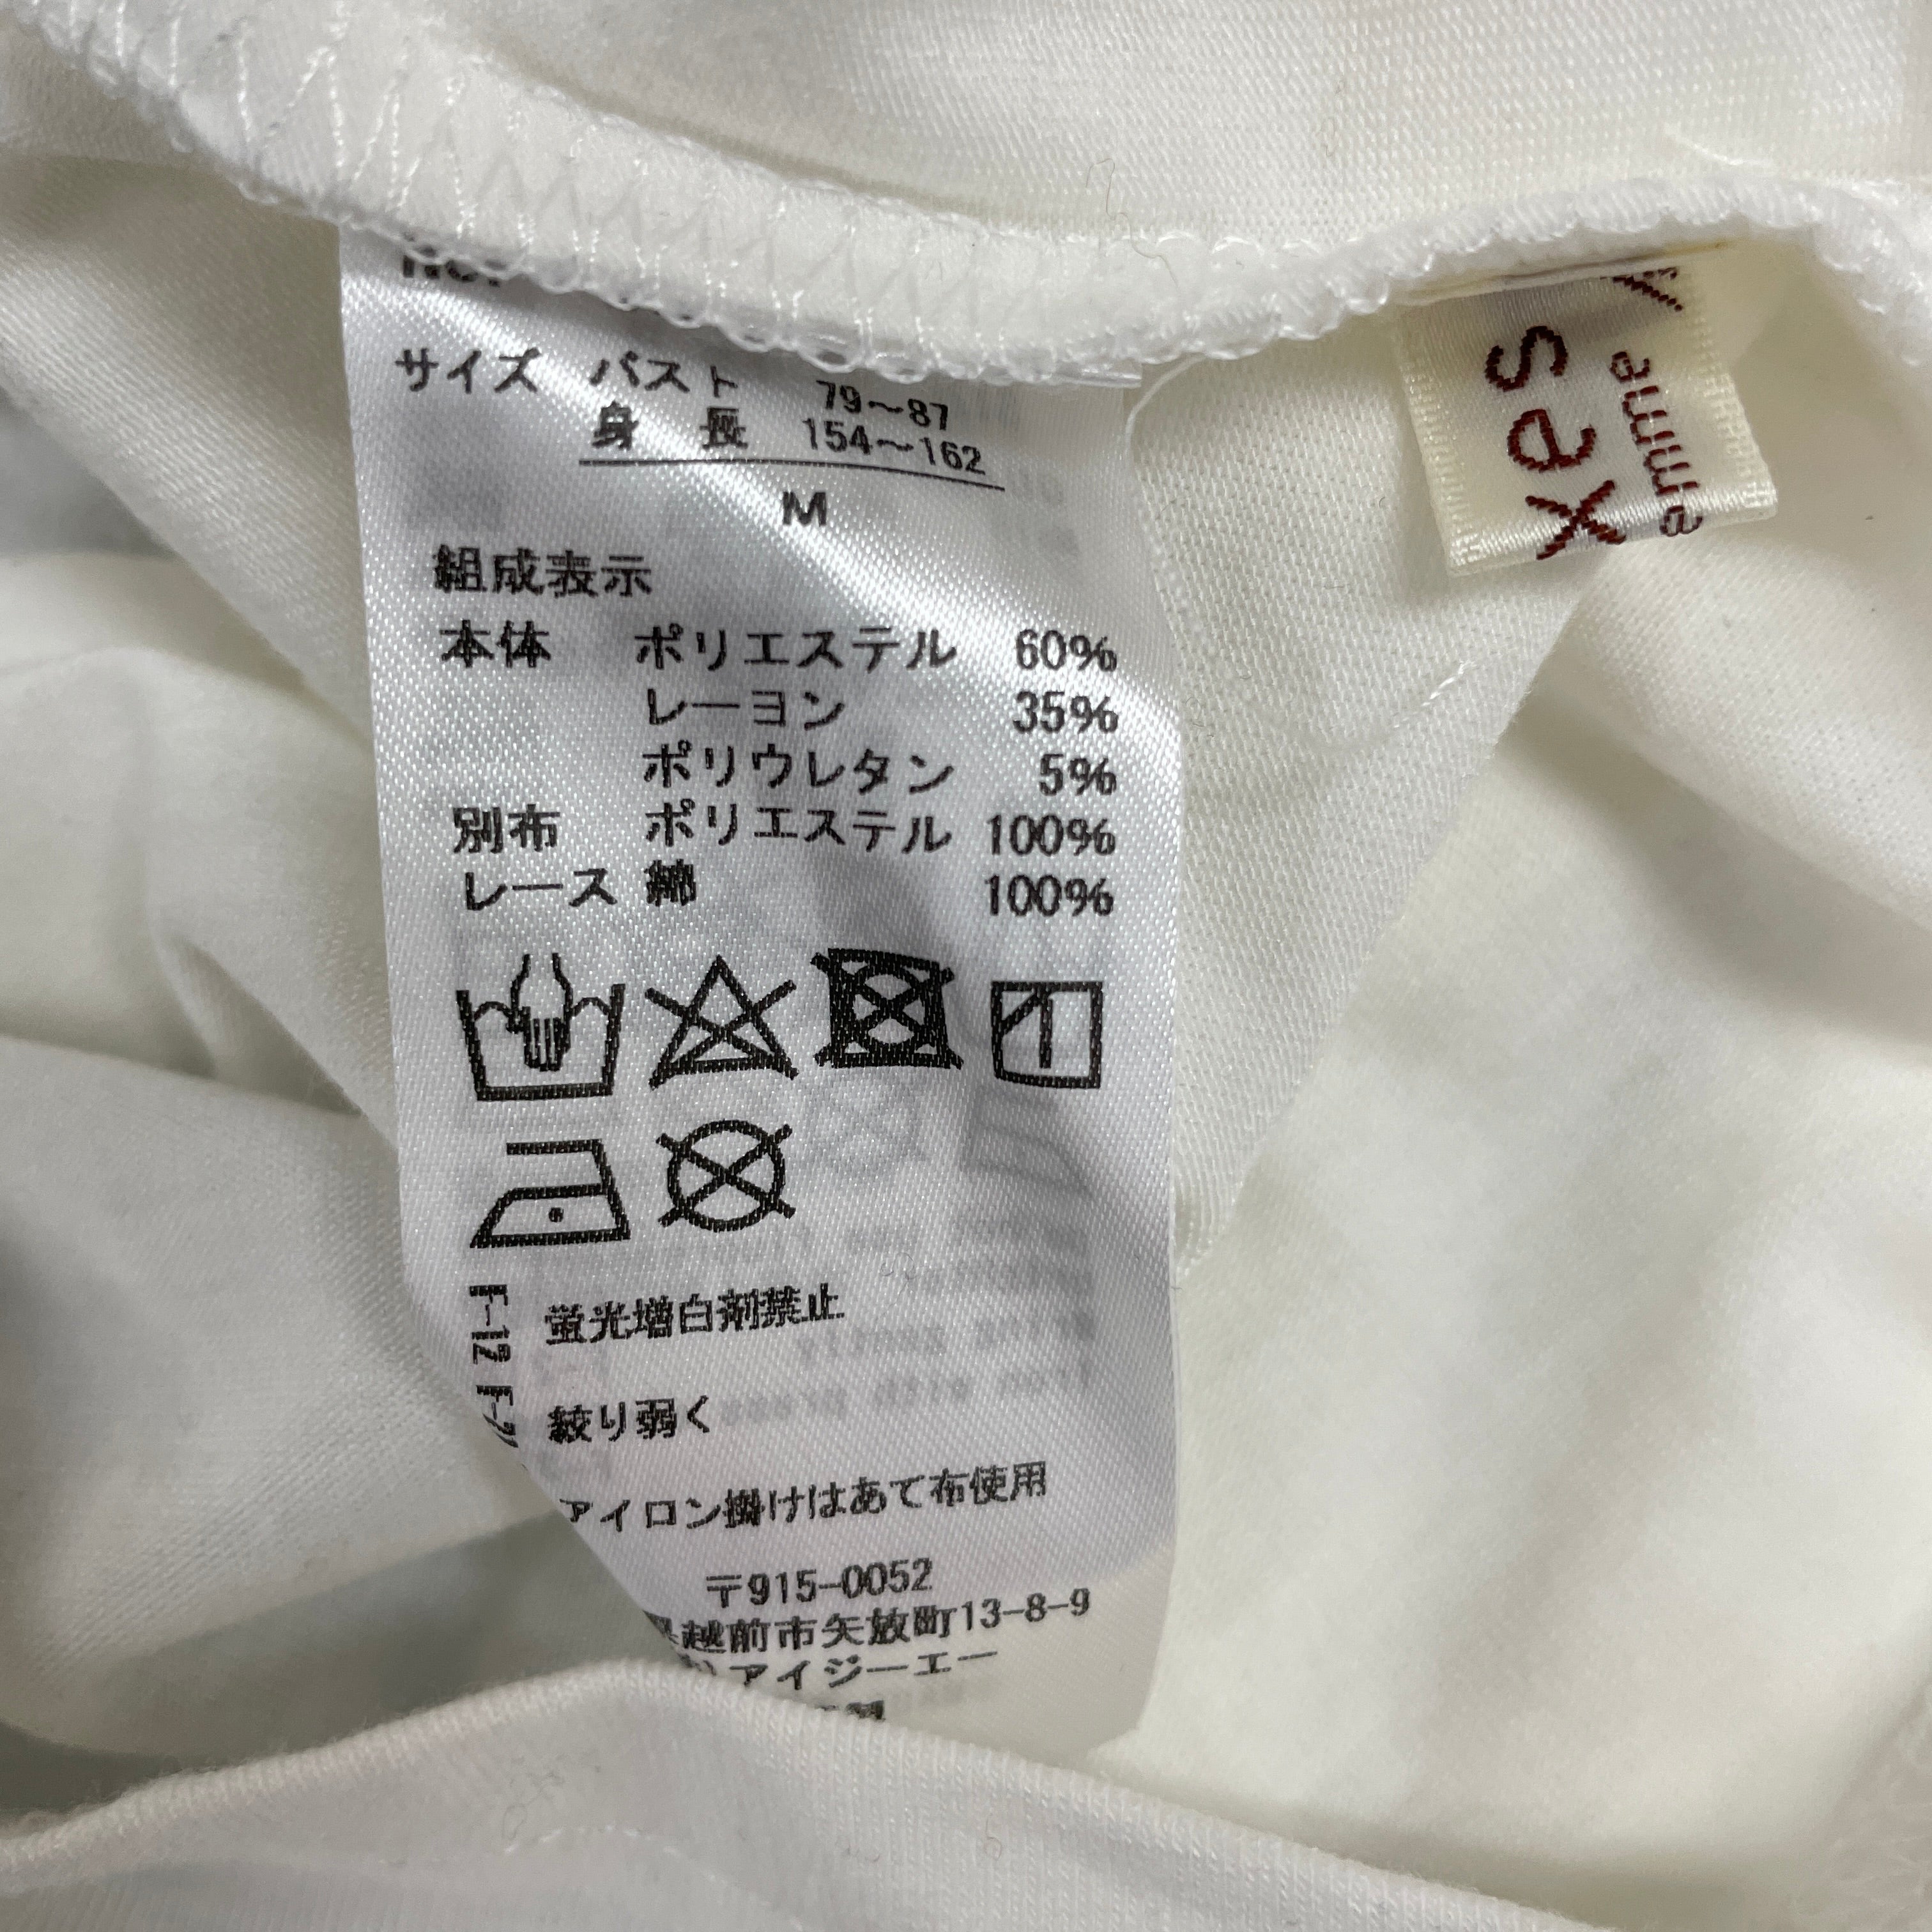 サイズ バスト 79～87
身 長 154～162
M
組成表示
本体 ポリエステル 60%
レーヨン 35%
ポリウレタン 5%
別布 ポリエステル 100%
レース 綿 100%
蛍光増白剤禁止
絞り弱く
アイロン掛けはあて布使用
F-12
〒915-0052
越前市矢放町13-8-9
アイジーエー
xes
emme